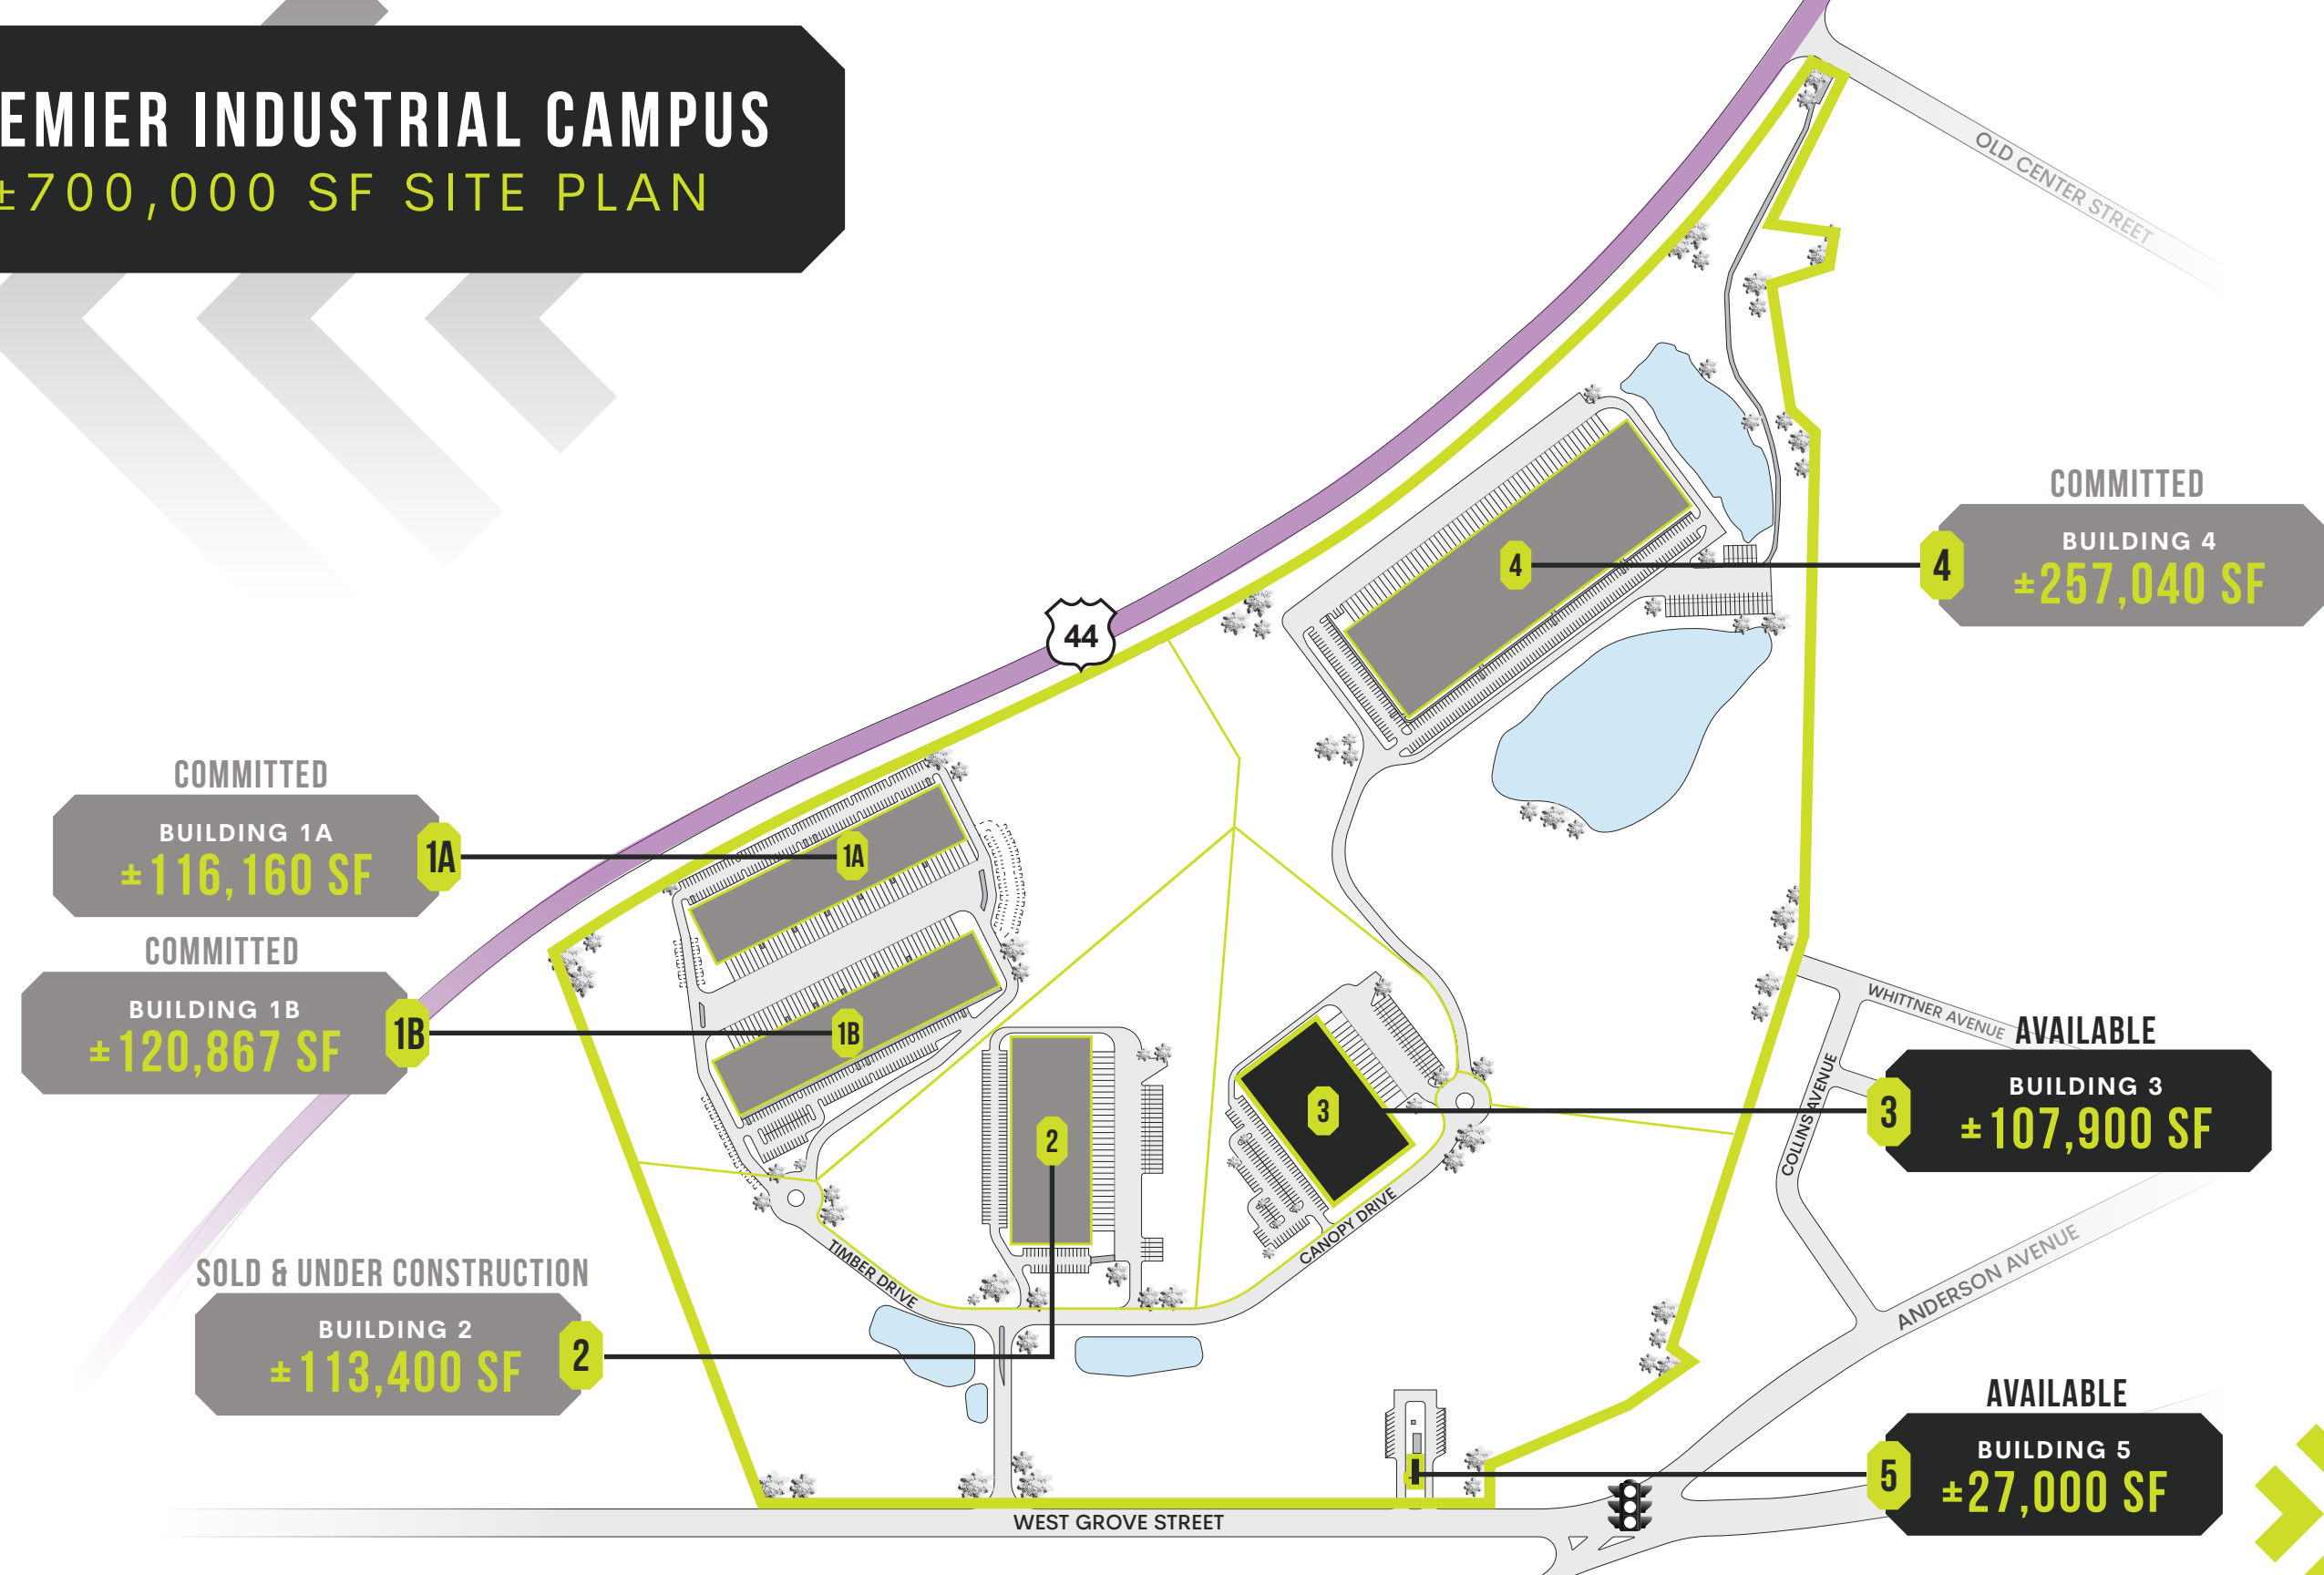 EMIER INDUSTRIAL CAMPUS
±700,000 SF SITE PLAN
OLD CENTER STREET
COMMITTED
BUILDING 4
±257,040 SF
4
4
44
COMMITTED
BUILDING 1A
±116,160 SF
1A
1A
COMMITTED
BUILDING 1B
±120,867 SF
1B
1B
WHITTNER AVENUE
COLLINS AVENUE
AVAILABLE
BUILDING 3
±107,900 SF
3
3
2
TIMBER DRIVE
CANOPY DRIVE
ANDERSON AVENUE
SOLD & UNDER CONSTRUCTION
BUILDING 2
±113,400 SF
2
AVAILABLE
BUILDING 5
±27,000 SF
5
WEST GROVE STREET